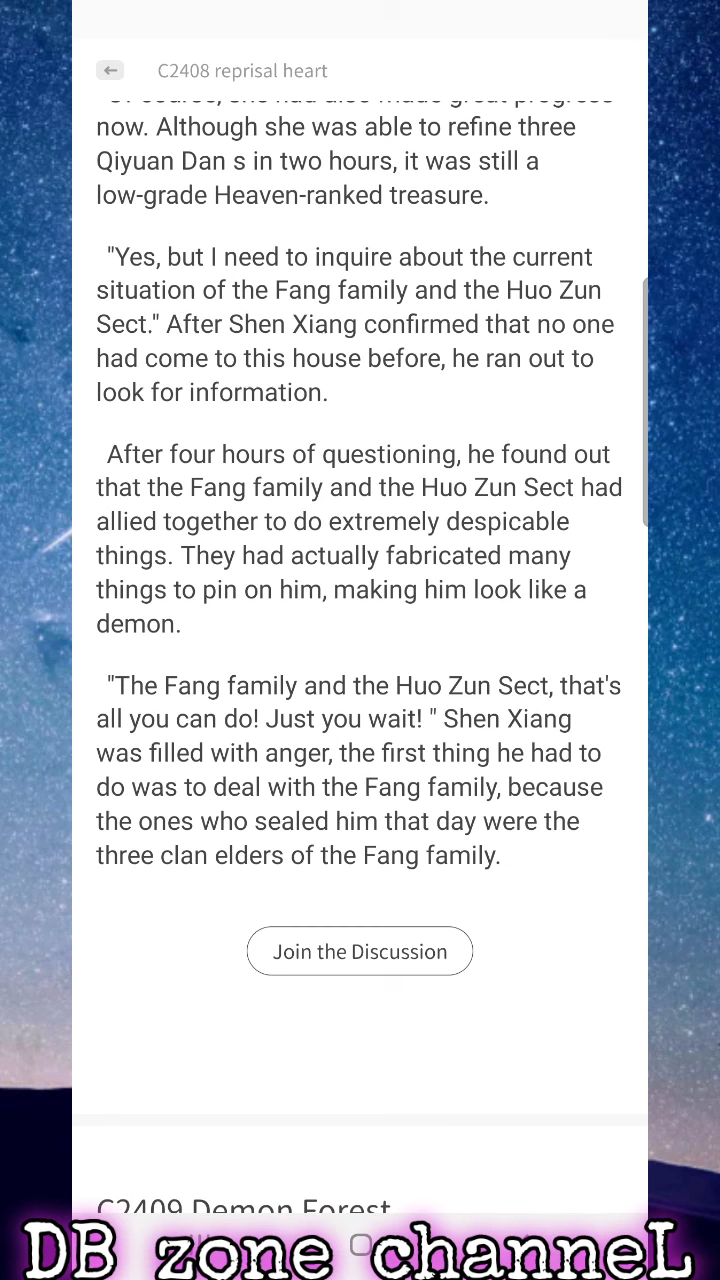 C2408 reprisal heart
"Of course, she had also made great progress
now. Although she was able to refine three
Qiyuan Dan s in two hours, it was still a
low-grade Heaven-ranked treasure.
"Yes, but I need to inquire about the current
situation of the Fang family and the Huo Zun
Sect." After Shen Xiang confirmed that no one
had come to this house before, he ran out to
look for information.
After four hours of questioning, he found out
that the Fang family and the Huo Zun Sect had
allied together to do extremely despicable
things. They had actually fabricated many
things to pin on him, making him look like a
demon.
"The Fang family and the Huo Zun Sect, that's
all you can do! Just you wait! " Shen Xiang
was filled with anger, the first thing he had to
do was to deal with the Fang family, because
the ones who sealed him that day were the
three clan elders of the Fang family.
Join the Discussion
C2409 Demon Forest
DB zone channeL